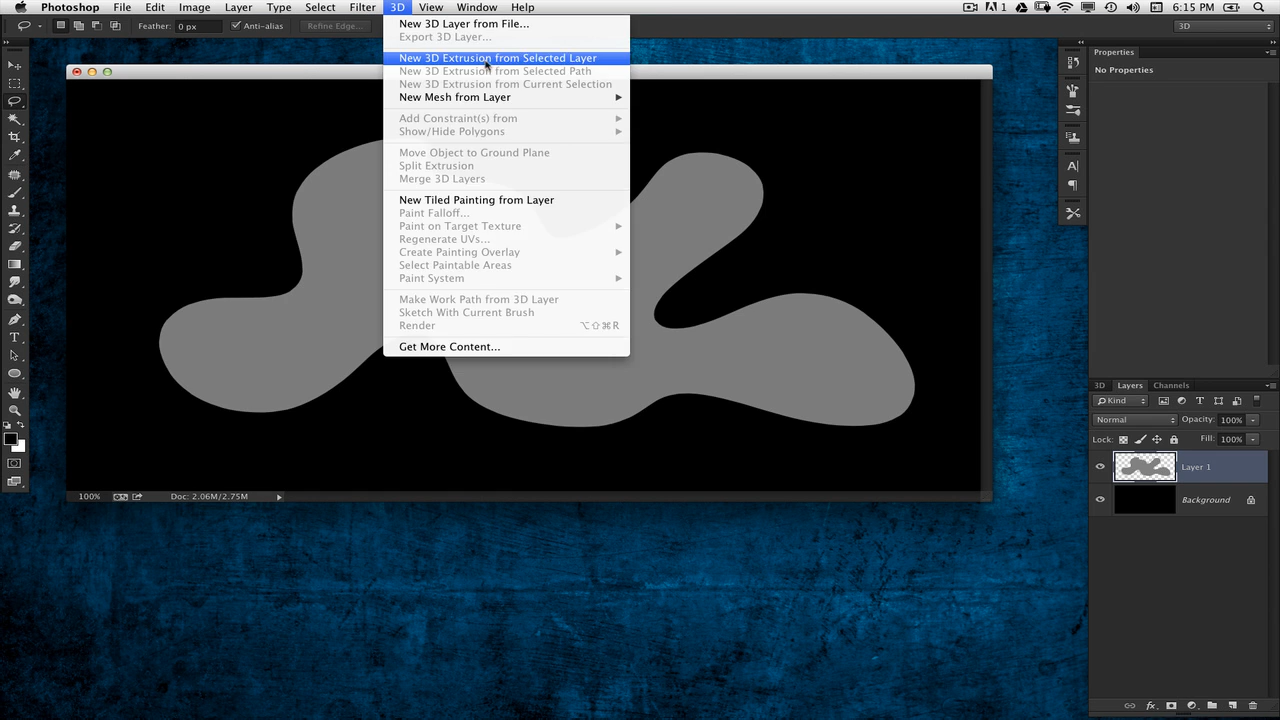 Photoshop File Edit Image Layer Type Select Filter 3D View Window Help 1 6:15 PM
Feather: 0 px Anti-alias Refine Edge... 3D
New 3D Layer from File...
Export 3D Layer...
New 3D Extrusion from Selected Layer
New 3D Extrusion from Selected Path
New 3D Extrusion from Current Selection
New Mesh from Layer
Add Constraint(s) from
Show/Hide Polygons
Move Object to Ground Plane
Split Extrusion
Merge 3D Layers
New Tiled Painting from Layer
Paint Falloff...
Paint on Target Texture
Regenerate UVs...
Create Painting Overlay
Select Paintable Areas
Paint System
Make Work Path from 3D Layer
Sketch With Current Brush
Render ⌥⇧⌘R
Get More Content...
100% Doc: 2.06M/2.75M
Properties
No Properties
3D Layers Channels
Kind
Normal Opacity: 100%
Lock: Fill: 100%
Layer 1
Background